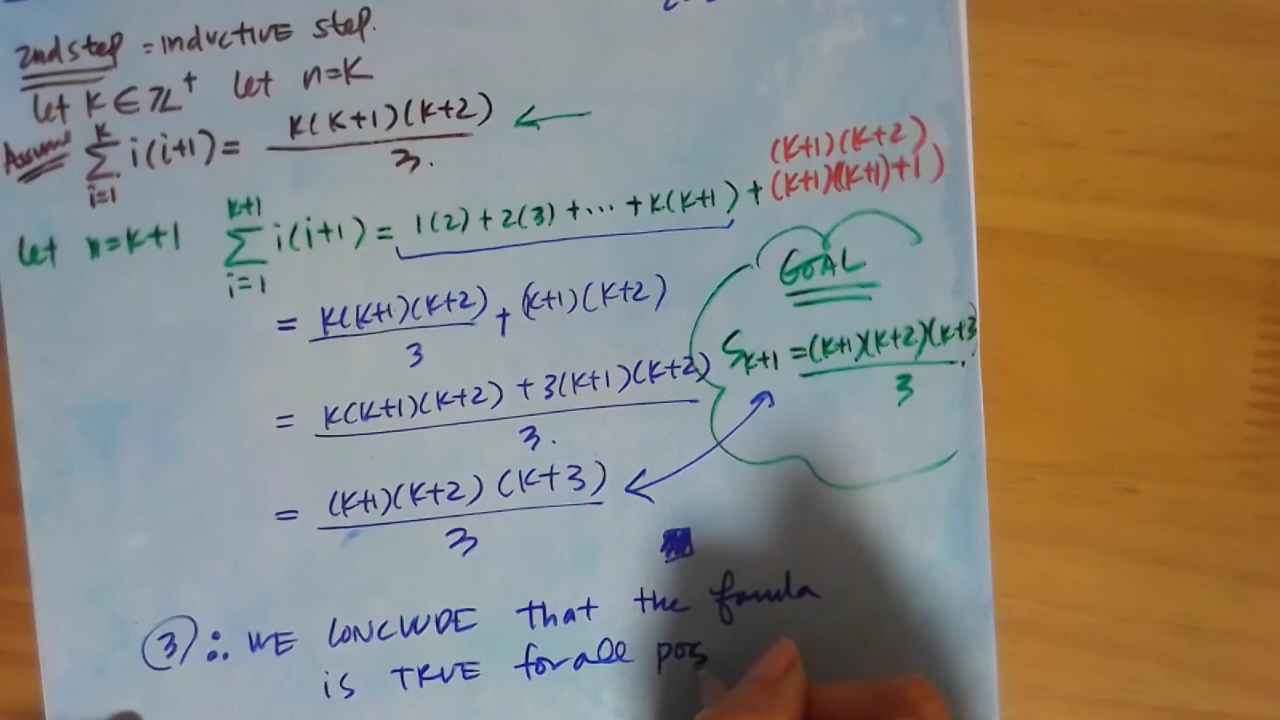 2nd step = inductive step.
Let K ∈ ℤ⁺ let n=K
Assume ∑_{i=1}^{K} i(i+1) = K(K+1)(K+2)/3.
(K+1)(K+2)
let n=k+1 ∑_{i=1}^{k+1} i(i+1) = 1(2)+2(3)+...+K(K+1) + (K+1)((K+1)+1)
GOAL
= K(K+1)(K+2)/3 + (k+1)(K+2)
S_{K+1} = (K+1)(K+2)(K+3)/3.
= K(K+1)(K+2) + 3(K+1)(K+2)/3.
= (K+1)(K+2)(K+3)/3
③ ∴ WE CONCLUDE that the fomula
is TRUE for all pos